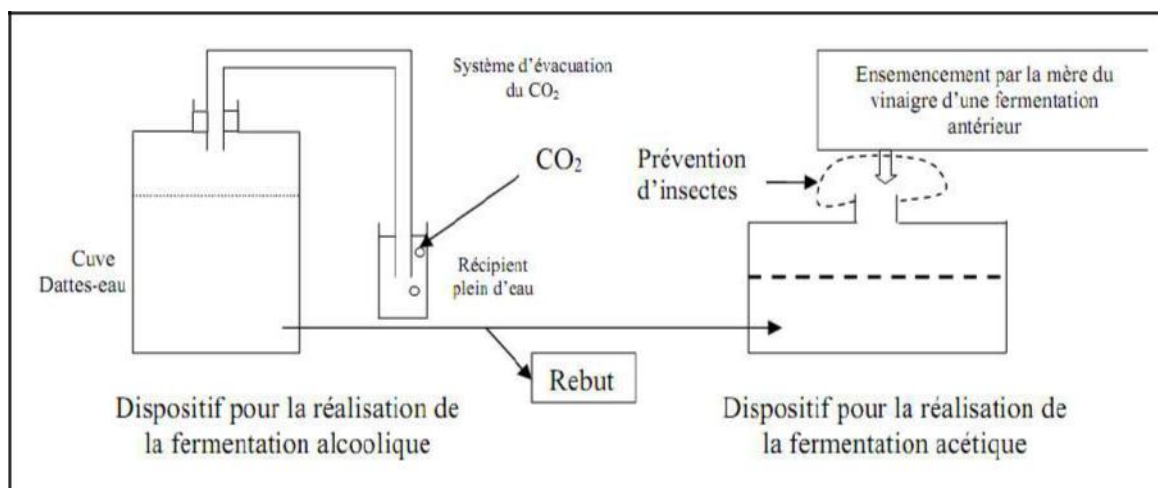 Système d'évacuation
du CO₂
CO₂
Cuve
Dattes-eau
Récipient
plein d'eau
Rebut
Dispositif pour la réalisation de
la fermentation alcoolique
Ensemencement par la mère du
vinaigre d'une fermentation
antérieur
Prévention
d'insectes
Dispositif pour la réalisation de
la fermentation acétique